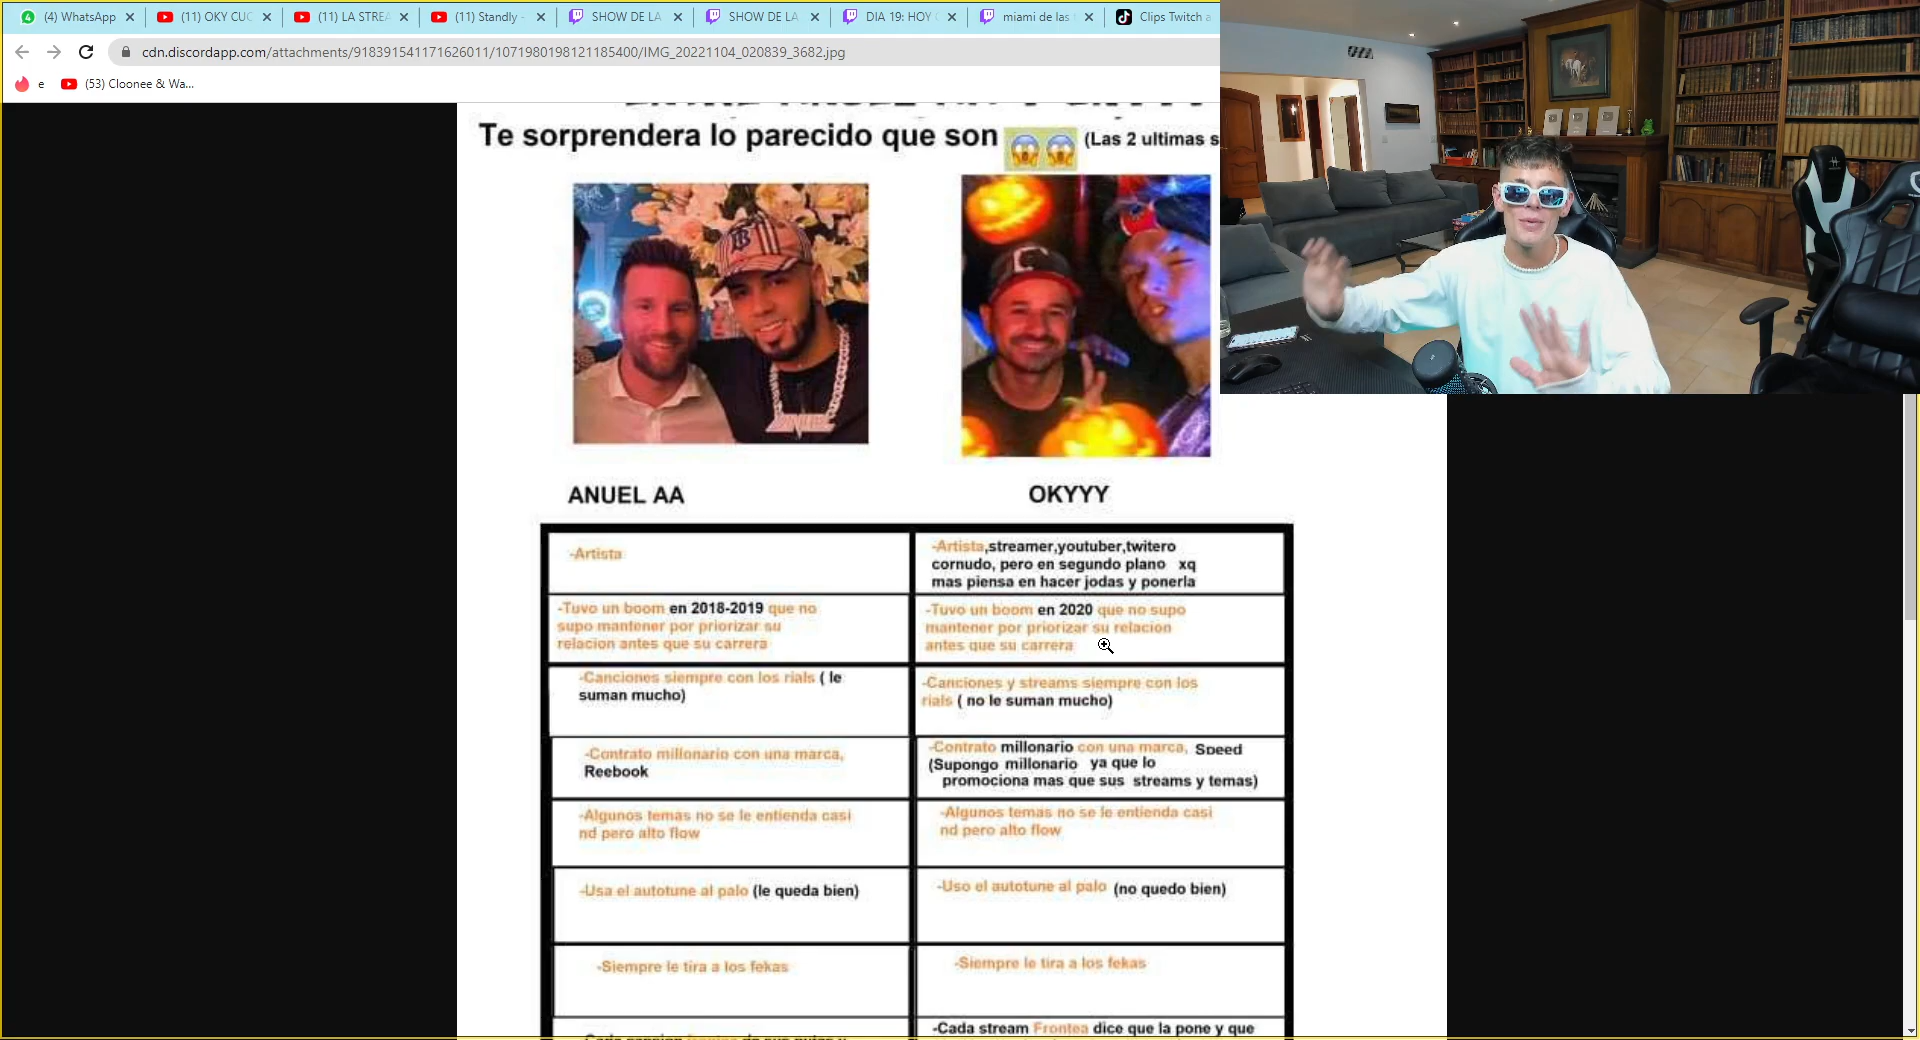 (4) WhatsApp
(11) OKY CUC
(11) LA STREA
(11) Standly -
SHOW DE LA
SHOW DE LA
DIA 19: HOY
miami de las
Clips Twitch a
cdn.discordapp.com/attachments/918391541171626011/1071980198121185400/IMG_20221104_020839_3682.jpg
e
(53) Cloonee & Wa...
Te sorprendera lo parecido que son (Las 2 ultimas s
ANUEL AA
OKYYY
-Artista
-Artista,streamer,youtuber,twitero
cornudo, pero en segundo plano xq
mas piensa en hacer jodas y ponerla
-Tuvo un boom en 2018-2019 que no
supo mantener por priorizar su
relacion antes que su carrera
-Tuvo un boom en 2020 que no supo
mantener por priorizar su relacion
antes que su carrera
-Canciones siempre con los rials ( le
suman mucho)
-Canciones y streams siempre con los
rials ( no le suman mucho)
-Contrato millonario con una marca,
Reebook
-Contrato millonario con una marca, Speed
(Supongo millonario ya que lo
promociona mas que sus streams y temas)
-Algunos temas no se le entienda casi
nd pero alto flow
-Algunos temas no se le entienda casi
nd pero alto flow
-Usa el autotune al palo (le queda bien)
-Uso el autotune al palo (no quedo bien)
-Siempre le tira a los fekas
-Siempre le tira a los fekas
-Cada stream Frontea dice que la pone y que